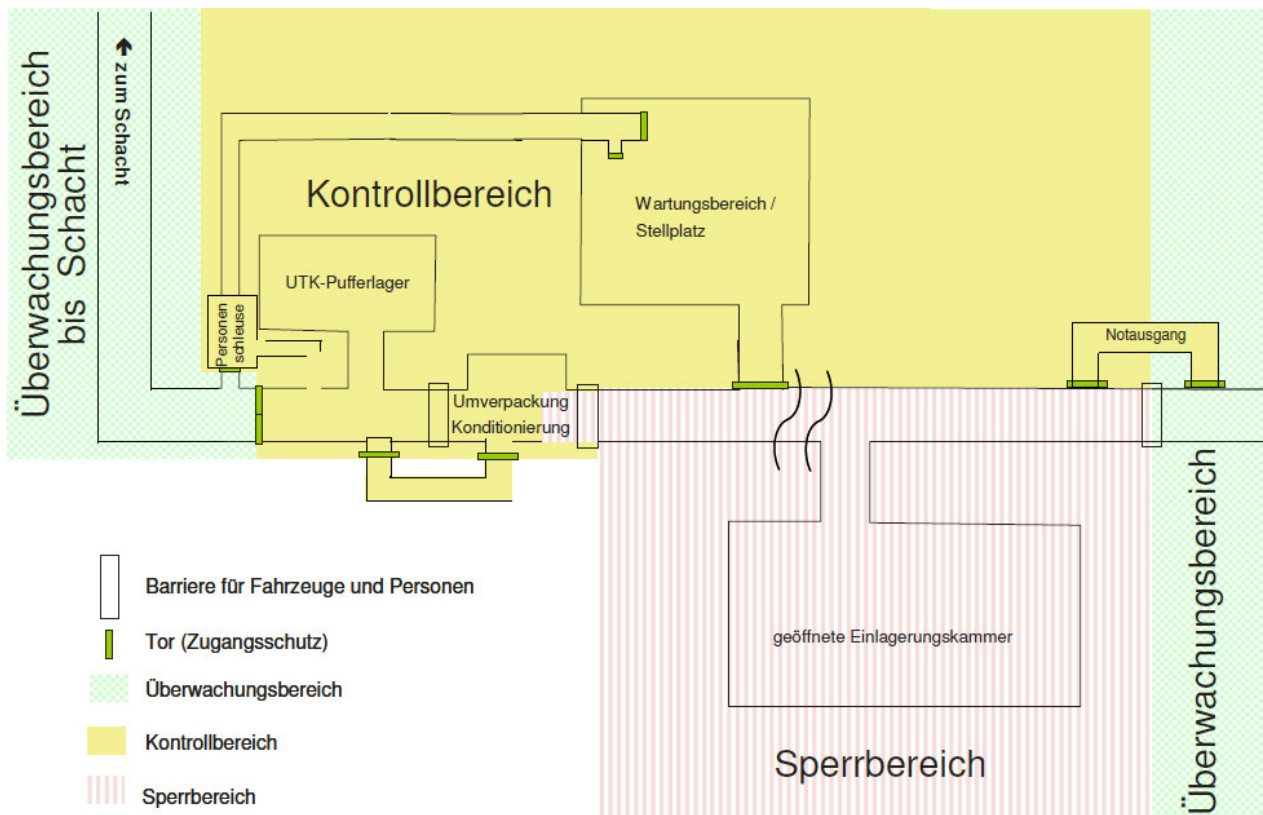 Überwachungsbereich
bis Schacht
← zum Schacht
Kontrollbereich
Wartungsbereich /
Stellplatz
UTK-Pufferlager
Personen
schleuse
Notausgang
Umverpackung
Konditionierung
geöffnete Einlagerungskammer
Sperrbereich
Überwachungsbereich
Barriere für Fahrzeuge und Personen
Tor (Zugangsschutz)
Überwachungsbereich
Kontrollbereich
Sperrbereich